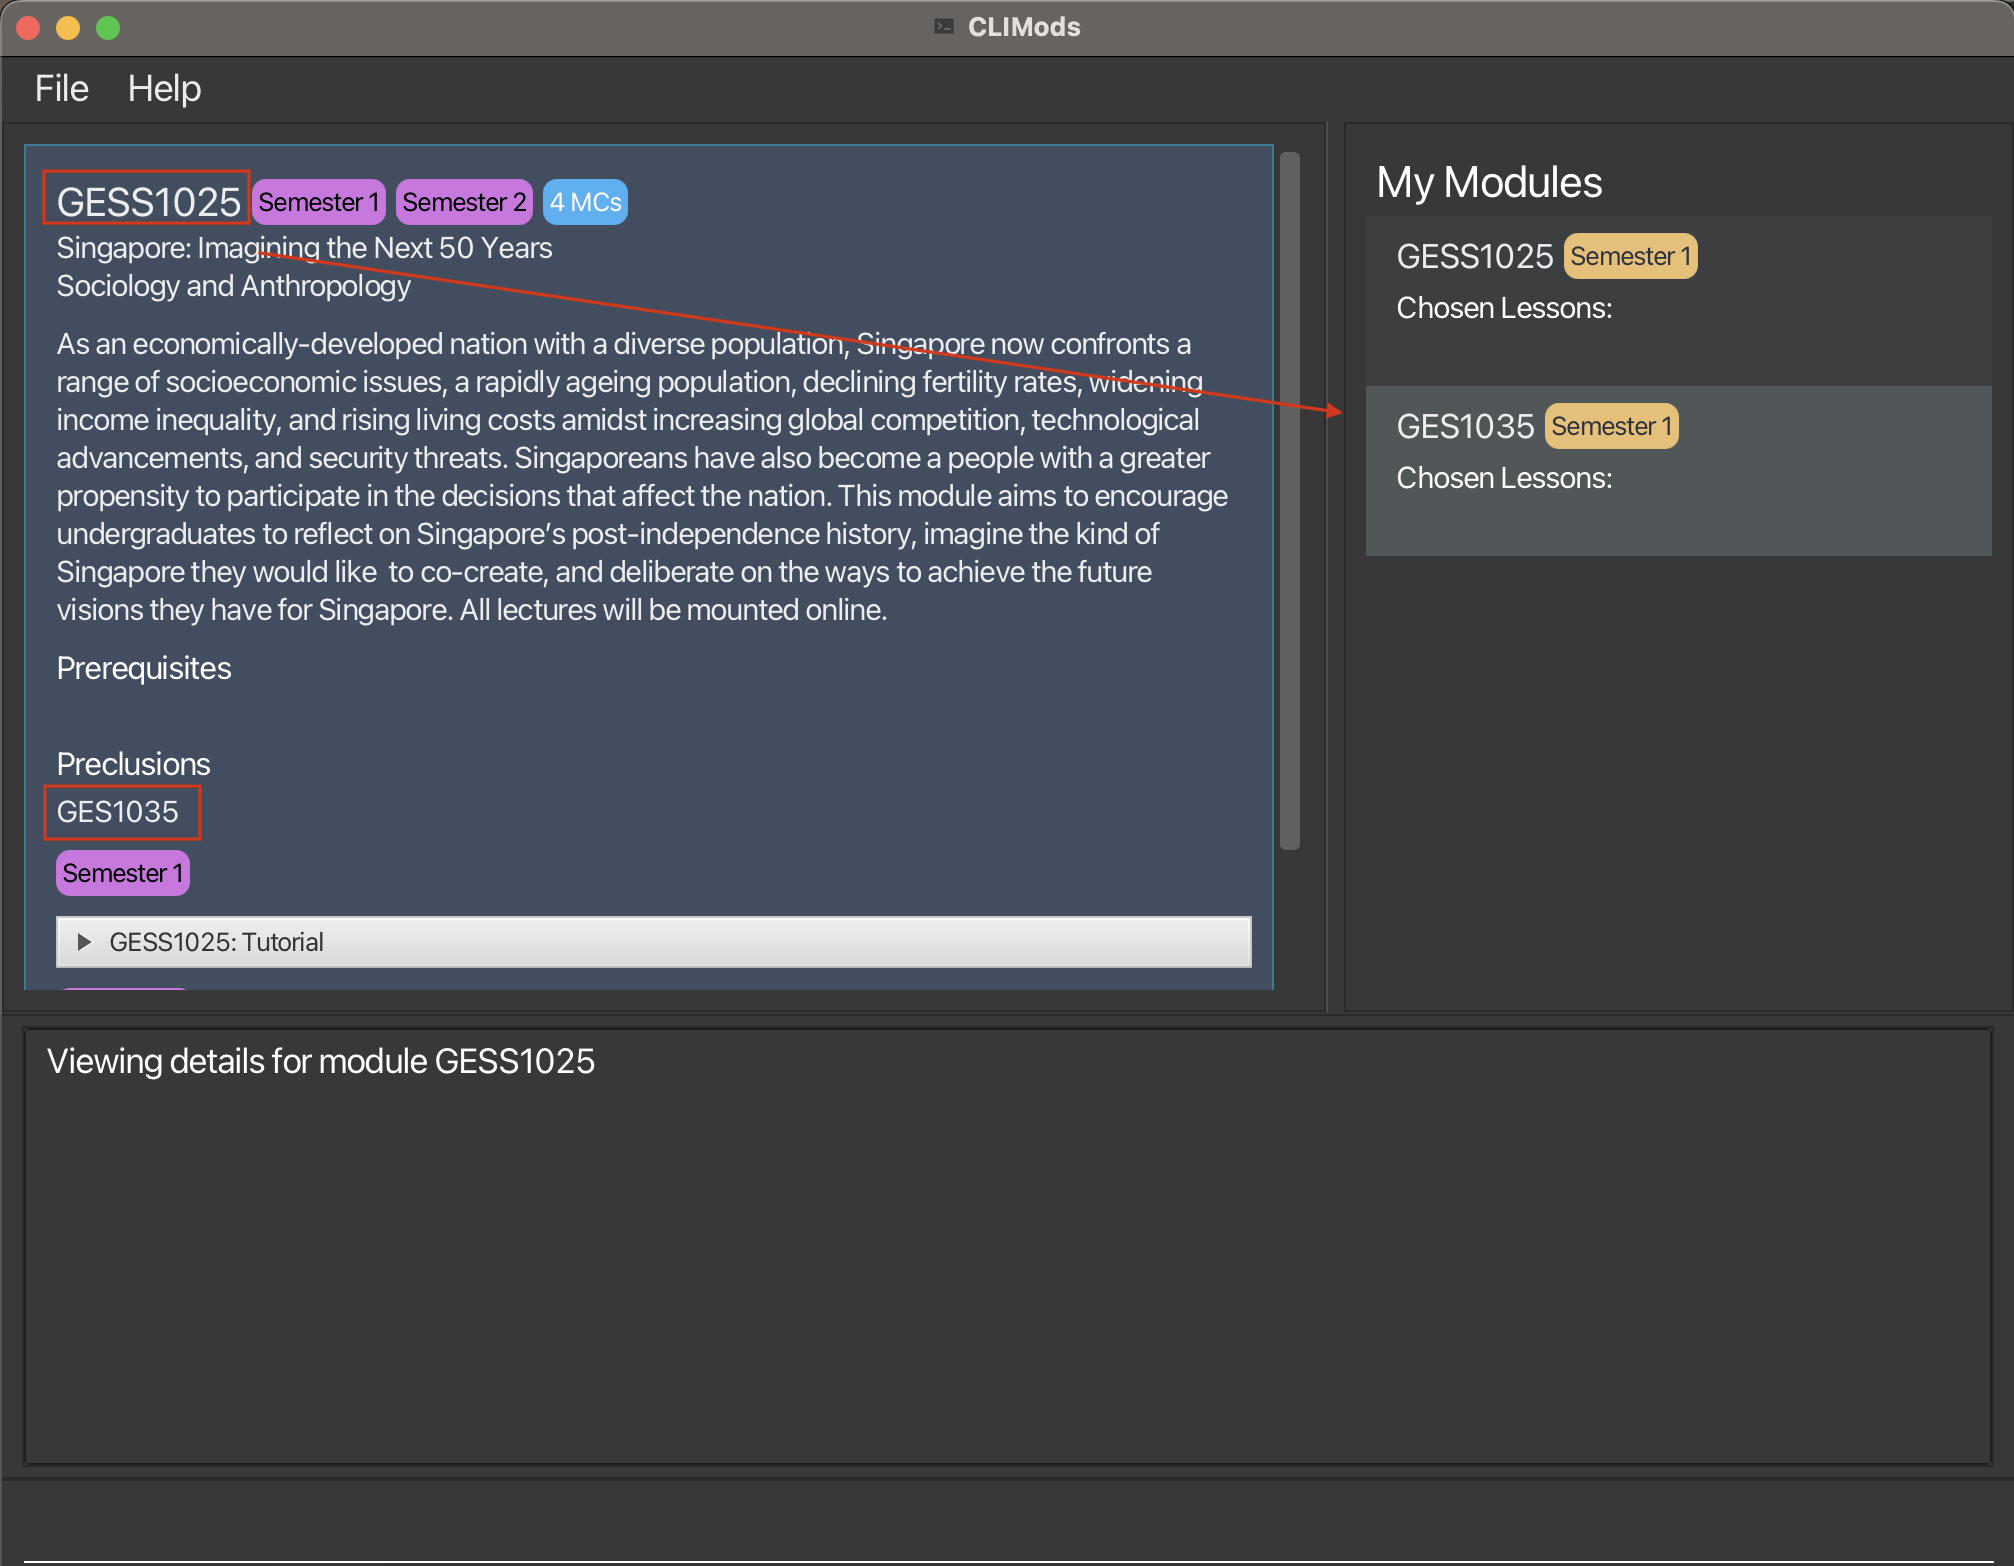 CLIMods
File Help
GESS1025 Semester 1 Semester 2 4 MCs
Singapore: Imagining the Next 50 Years
Sociology and Anthropology
As an economically-developed nation with a diverse population, Singapore now confronts a
range of socioeconomic issues, a rapidly ageing population, declining fertility rates, widening
income inequality, and rising living costs amidst increasing global competition, technological
advancements, and security threats. Singaporeans have also become a people with a greater
propensity to participate in the decisions that affect the nation. This module aims to encourage
undergraduates to reflect on Singapore’s post-independence history, imagine the kind of
Singapore they would like  to co-create, and deliberate on the ways to achieve the future
visions they have for Singapore. All lectures will be mounted online.
Prerequisites
Preclusions
GES1035
Semester 1
GESS1025: Tutorial
My Modules
GESS1025 Semester 1
Chosen Lessons:
GES1035 Semester 1
Chosen Lessons:
Viewing details for module GESS1025